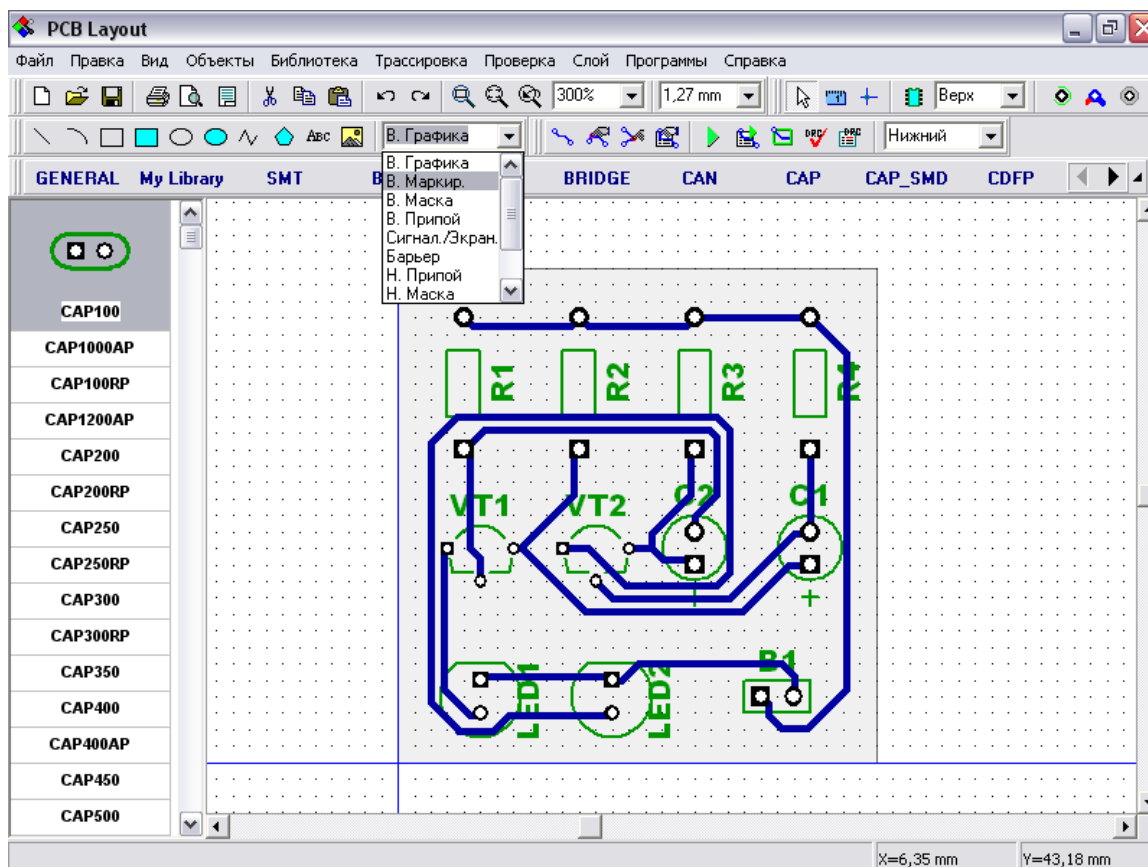 PCB Layout
Файл Правка Вид Объекты Библиотека Трассировка Проверка Слой Программы Справка
300% 1,27 mm Верх
ABC В. Графика DRC DRC Нижний
GENERAL My Library SMT B BRIDGE CAN CAP CAP_SMD CDFP
В. Графика
В. Маркир.
В. Маска
В. Припой
Сигнал./Экран.
Барьер
Н. Припой
Н. Маска
CAP100
CAP1000AP
CAP100RP
CAP1200AP
CAP200
CAP200RP
CAP250
CAP250RP
CAP300
CAP300RP
CAP350
CAP400
CAP400AP
CAP450
CAP500
R1 R2 R3 R4
VT1 VT2 C2 C1
+ +
LED1 LED2 B1
X=6,35 mm Y=43,18 mm